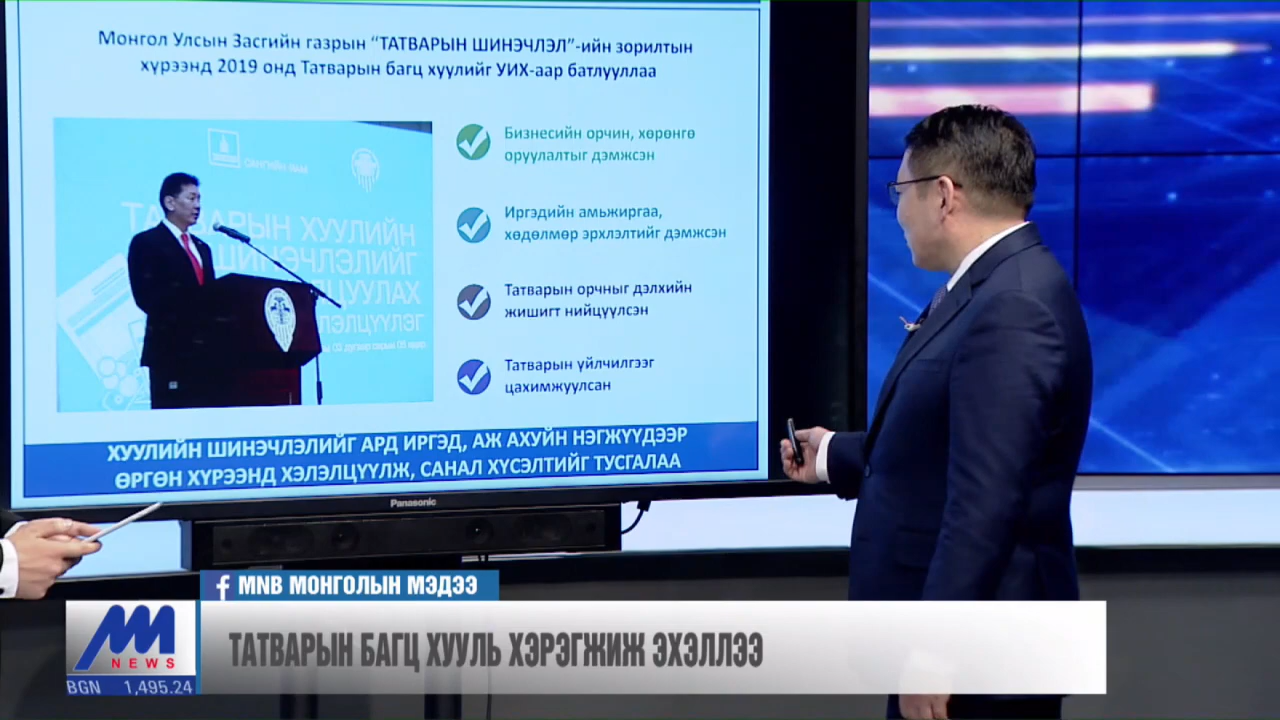 Монгол Улсын Засгийн газрын “ТАТВАРЫН ШИНЭЧЛЭЛ”-ийн зорилтын
хүрээнд 2019 онд Татварын багц хуулийг УИХ-аар батлууллаа
САНГИЙН ЯАМ
ТАТВАРЫН ХУУЛИЙН
ШИНЭЧЛЭЛИЙГ
ЛЭЛЦҮҮЛЭГ
Бизнесийн орчин, хөрөнгө
оруулалтыг дэмжсэн
Иргэдийн амьжиргаа,
хөдөлмөр эрхлэлтийг дэмжсэн
Татварын орчныг дэлхийн
жишигт нийцүүлсэн
Татварын үйлчилгээг
цахимжуулсан
ХУУЛИЙН ШИНЭЧЛЭЛИЙГ АРД ИРГЭД, АЖ АХУЙН НЭГЖҮҮДЭЭР
ӨРГӨН ХҮРЭЭНД ХЭЛЭЛЦҮҮЛЖ, САНАЛ ХҮСЭЛТИЙГ ТУСГАЛАА
Panasonic
f MNB МОНГОЛЫН МЭДЭЭ
M NEWS
ТАТВАРЫН БАГЦ ХУУЛЬ ХЭРЭГЖИЖ ЭХЭЛЛЭЭ
BGN 1,495.24